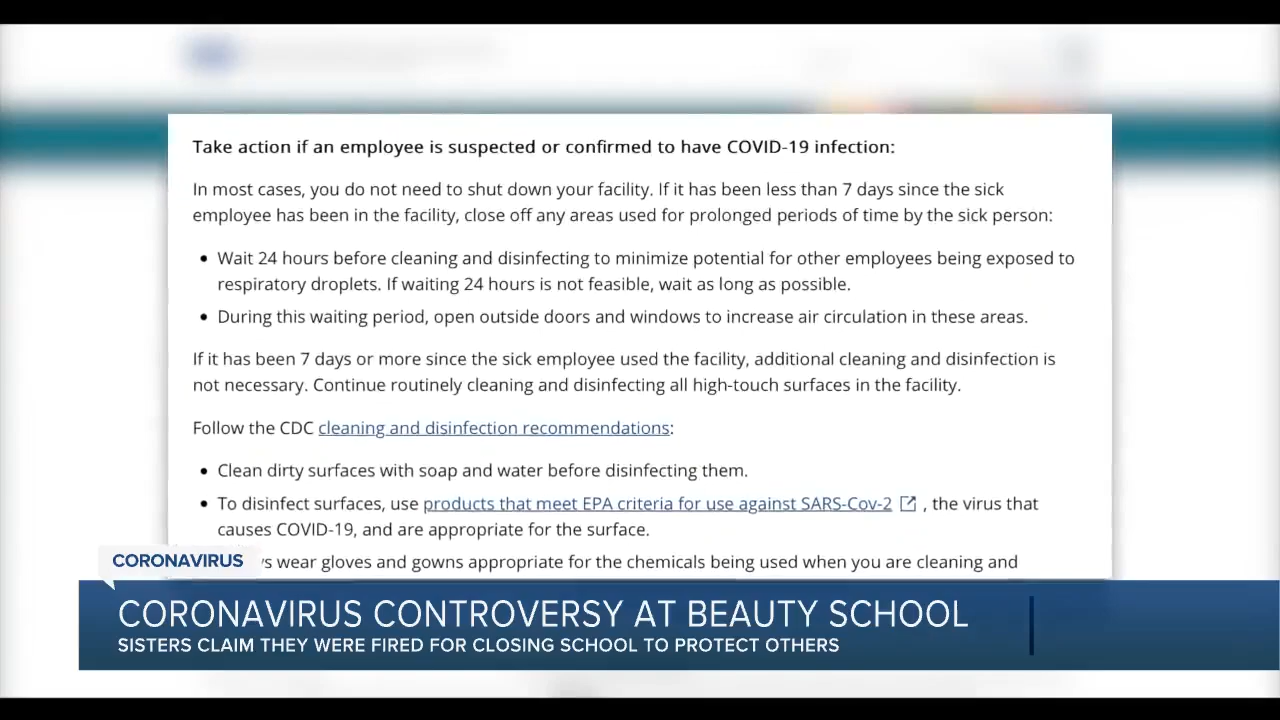 Take action if an employee is suspected or confirmed to have COVID-19 infection:
In most cases, you do not need to shut down your facility. If it has been less than 7 days since the sick
employee has been in the facility, close off any areas used for prolonged periods of time by the sick person:
• Wait 24 hours before cleaning and disinfecting to minimize potential for other employees being exposed to
respiratory droplets. If waiting 24 hours is not feasible, wait as long as possible.
• During this waiting period, open outside doors and windows to increase air circulation in these areas.
If it has been 7 days or more since the sick employee used the facility, additional cleaning and disinfection is
not necessary. Continue routinely cleaning and disinfecting all high-touch surfaces in the facility.
Follow the CDC cleaning and disinfection recommendations:
• Clean dirty surfaces with soap and water before disinfecting them.
• To disinfect surfaces, use products that meet EPA criteria for use against SARS-Cov-2 , the virus that
causes COVID-19, and are appropriate for the surface.
wear gloves and gowns appropriate for the chemicals being used when you are cleaning and
CORONAVIRUS
CORONAVIRUS CONTROVERSY AT BEAUTY SCHOOL
SISTERS CLAIM THEY WERE FIRED FOR CLOSING SCHOOL TO PROTECT OTHERS